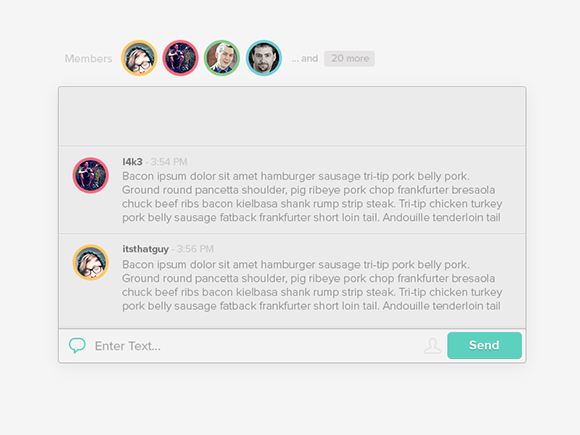 Members ... and 20 more
l4k3 - 3:54 PM
Bacon ipsum dolor sit amet hamburger sausage tri-tip pork belly pork.
Ground round pancetta shoulder, pig ribeye pork chop frankfurter bresaola
chuck beef ribs bacon kielbasa shank rump strip steak. Tri-tip chicken turkey
pork belly sausage fatback frankfurter short loin tail. Andouille tenderloin tail
itsthatguy - 3:56 PM
Bacon ipsum dolor sit amet hamburger sausage tri-tip pork belly pork.
Ground round pancetta shoulder, pig ribeye pork chop frankfurter bresaola
chuck beef ribs bacon kielbasa shank rump strip steak. Tri-tip chicken turkey
pork belly sausage fatback frankfurter short loin tail. Andouille tenderloin tail
Enter Text... Send